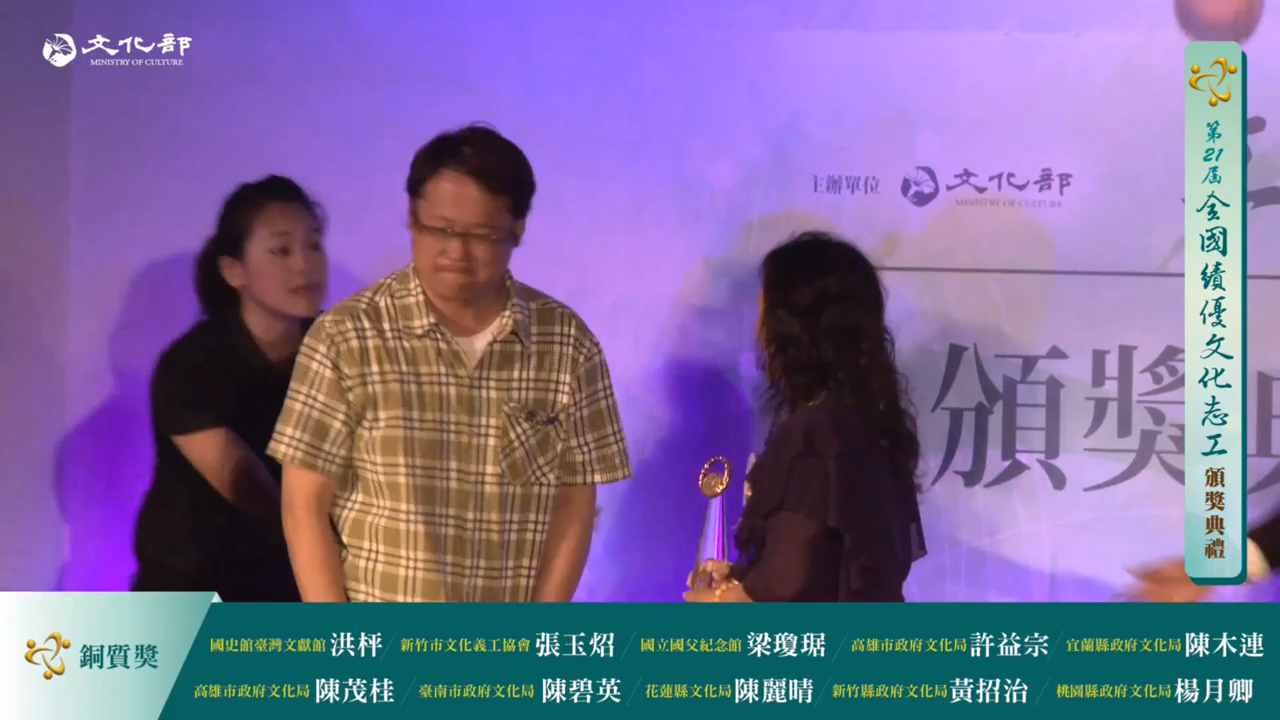 文化部
MINISTRY OF CULTURE
主辦單位 文化部
MINISTRY OF CULTURE
頒獎典
第21屆全國績優文化志工頒獎典禮
銅質獎
國史館臺灣文獻館 洪枰 / 新竹市文化義工協會 張玉炤 / 國立國父紀念館 梁瓊琚 / 高雄市政府文化局 許益宗 / 宜蘭縣政府文化局 陳木連
高雄市政府文化局 陳茂桂 / 臺南市政府文化局 陳碧英 / 花蓮縣文化局 陳麗晴 / 新竹縣政府文化局 黃招治 / 桃園縣政府文化局 楊月卿